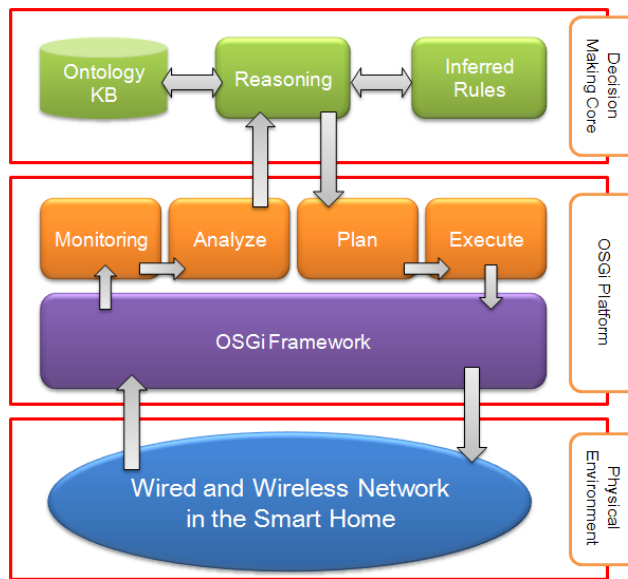 Ontology
KB
Reasoning
Inferred
Rules
Decision
Making Core
Monitoring
Analyze
Plan
Execute
OSGi Framework
OSGi Platform
Wired and Wireless Network
in the Smart Home
Physical
Environment